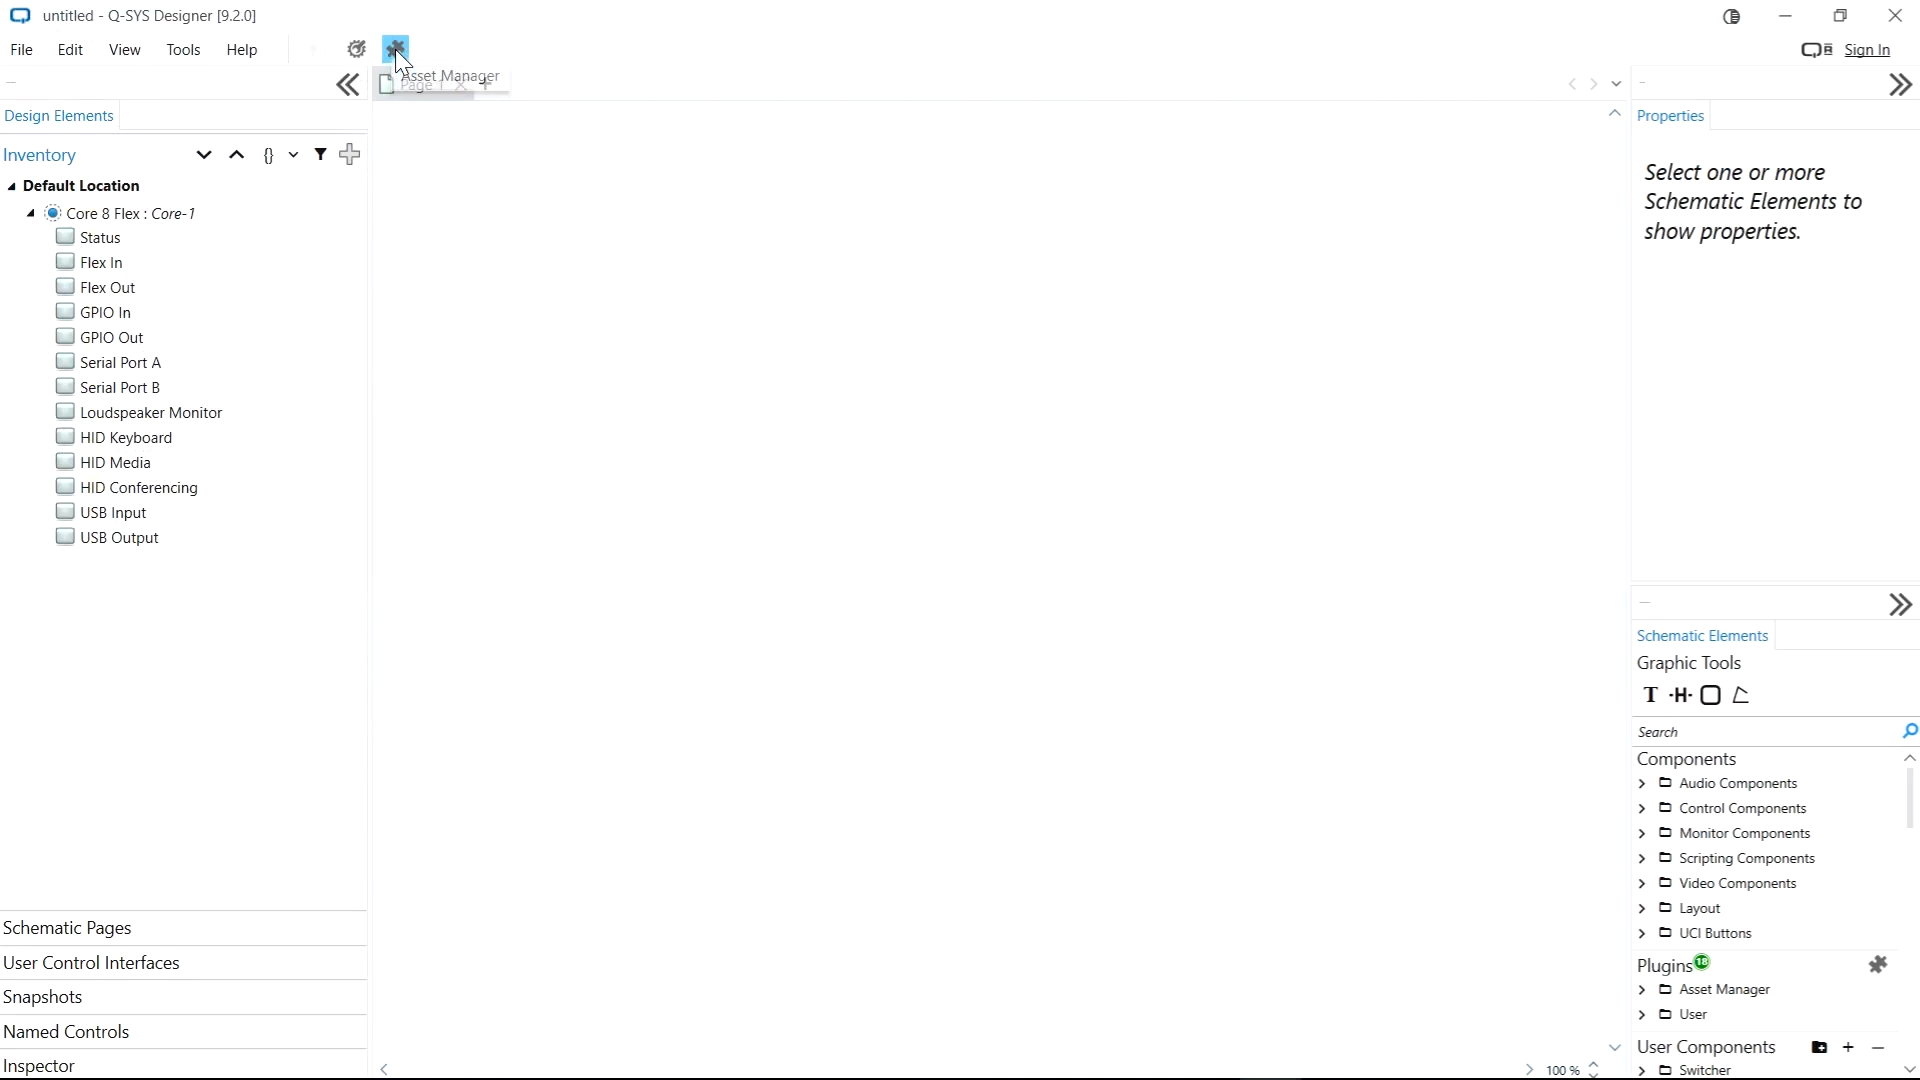 untitled - Q-SYS Designer [9.2.0]
File Edit View Tools Help
Sign In
Asset Manager
Page 1
Design Elements
Inventory
Default Location
Core 8 Flex : Core-1
Status
Flex In
Flex Out
GPIO In
GPIO Out
Serial Port A
Serial Port B
Loudspeaker Monitor
HID Keyboard
HID Media
HID Conferencing
USB Input
USB Output
Schematic Pages
User Control Interfaces
Snapshots
Named Controls
Inspector
100 %
Properties
Select one or more
Schematic Elements to
show properties.
Schematic Elements
Graphic Tools
T H
Search
Components
Audio Components
Control Components
Monitor Components
Scripting Components
Video Components
Layout
UCI Buttons
Plugins 18
Asset Manager
User
User Components
Switcher